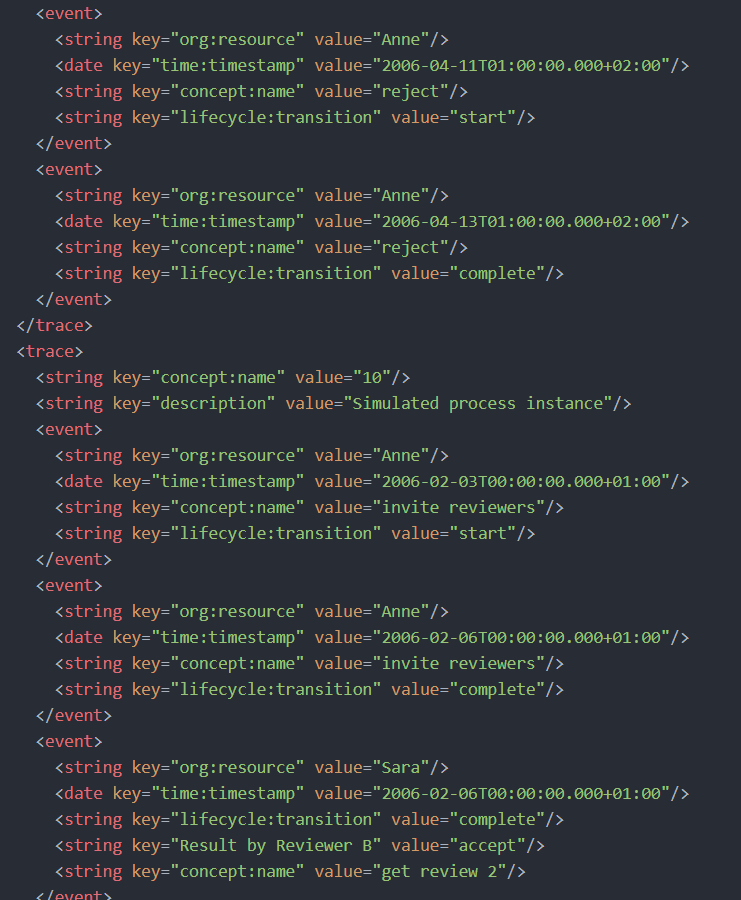 <event>
<string key="org:resource" value="Anne"/>
<date key="time:timestamp" value="2006-04-11T01:00:00.000+02:00"/>
<string key="concept:name" value="reject"/>
<string key="lifecycle:transition" value="start"/>
</event>
<event>
<string key="org:resource" value="Anne"/>
<date key="time:timestamp" value="2006-04-13T01:00:00.000+02:00"/>
<string key="concept:name" value="reject"/>
<string key="lifecycle:transition" value="complete"/>
</event>
</trace>
<trace>
<string key="concept:name" value="10"/>
<string key="description" value="Simulated process instance"/>
<event>
<string key="org:resource" value="Anne"/>
<date key="time:timestamp" value="2006-02-03T00:00:00.000+01:00"/>
<string key="concept:name" value="invite reviewers"/>
<string key="lifecycle:transition" value="start"/>
</event>
<event>
<string key="org:resource" value="Anne"/>
<date key="time:timestamp" value="2006-02-06T00:00:00.000+01:00"/>
<string key="concept:name" value="invite reviewers"/>
<string key="lifecycle:transition" value="complete"/>
</event>
<event>
<string key="org:resource" value="Sara"/>
<date key="time:timestamp" value="2006-02-06T00:00:00.000+01:00"/>
<string key="lifecycle:transition" value="complete"/>
<string key="Result by Reviewer B" value="accept"/>
<string key="concept:name" value="get review 2"/>
</event>